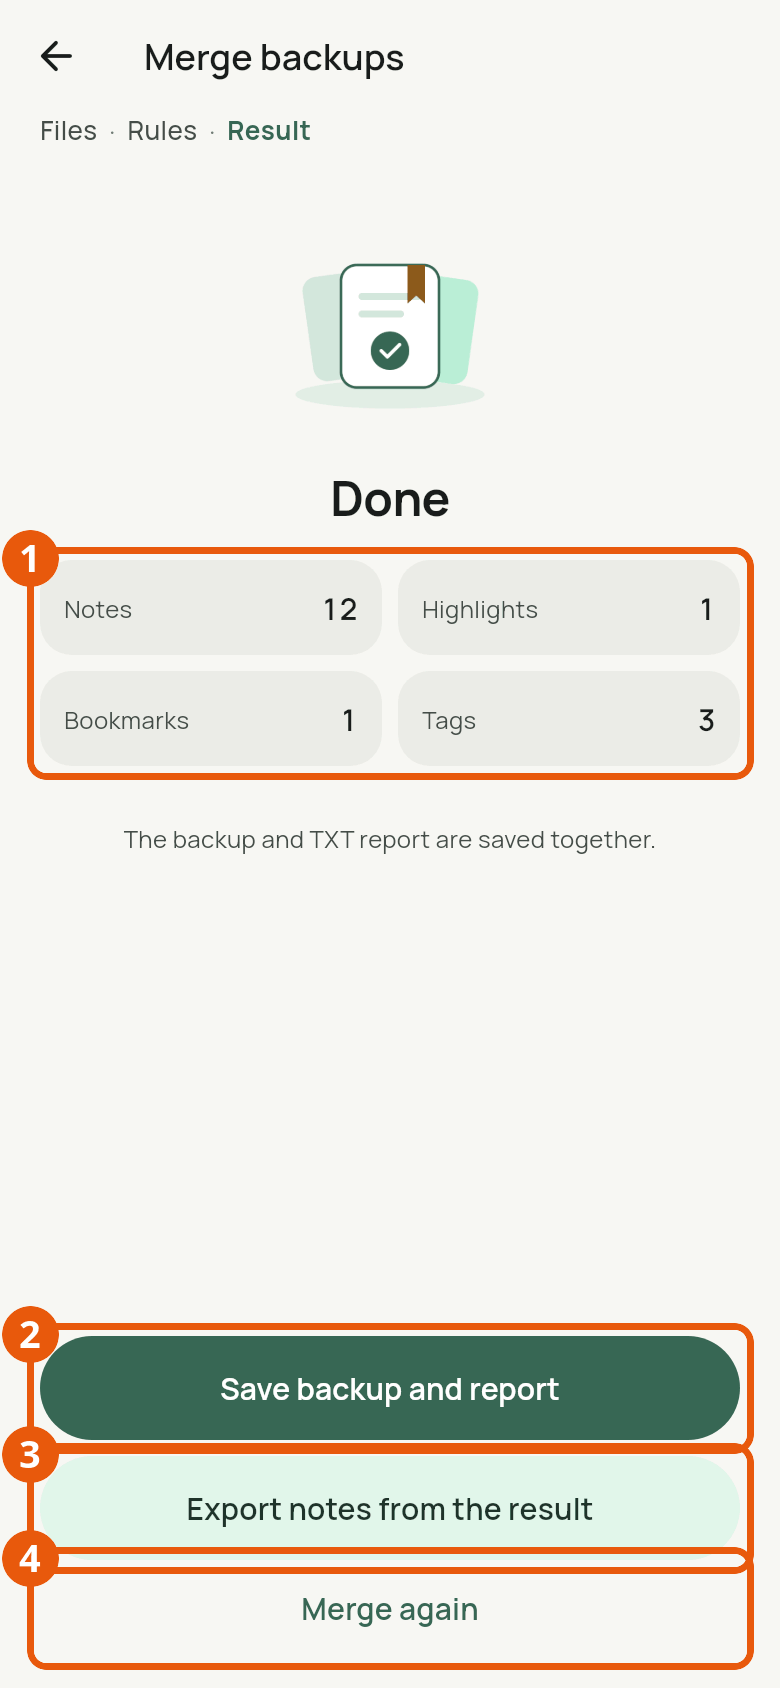 Merge backups
Files · Rules · Result
Done
1
Notes 12
Highlights 1
Bookmarks 1
Tags 3
The backup and TXT report are saved together.
2
Save backup and report
3
Export notes from the result
4
Merge again